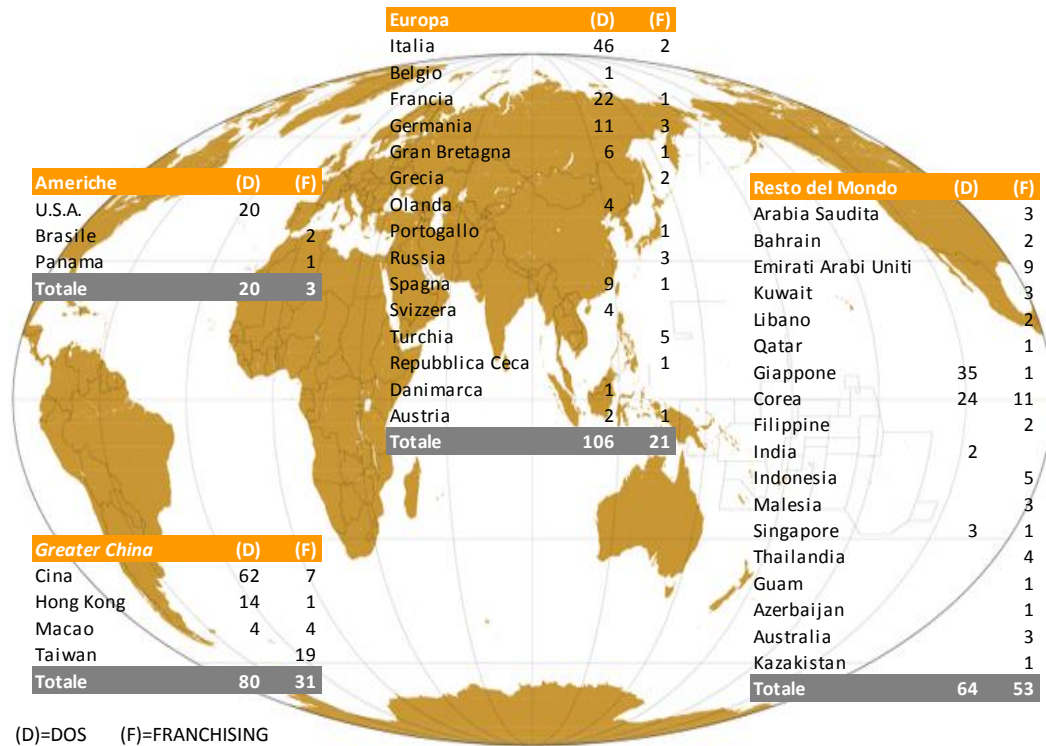 Europa (D) (F)
Italia 46 2
Belgio 1
Francia 22 1
Germania 11 3
Gran Bretagna 6 1
Grecia 2
Olanda 4
Portogallo 1
Russia 3
Spagna 9 1
Svizzera 4
Turchia 5
Repubblica Ceca 1
Danimarca 1
Austria 2 1
Totale 106 21
Americhe (D) (F)
U.S.A. 20
Brasile 2
Panama 1
Totale 20 3
Resto del Mondo (D) (F)
Arabia Saudita 3
Bahrain 2
Emirati Arabi Uniti 9
Kuwait 3
Libano 2
Qatar 1
Giappone 35 1
Corea 24 11
Filippine 2
India 2
Indonesia 5
Malesia 3
Singapore 3 1
Thailandia 4
Guam 1
Azerbaijan 1
Australia 3
Kazakistan 1
Totale 64 53
Greater China (D) (F)
Cina 62 7
Hong Kong 14 1
Macao 4 4
Taiwan 19
Totale 80 31
(D)=DOS (F)=FRANCHISING